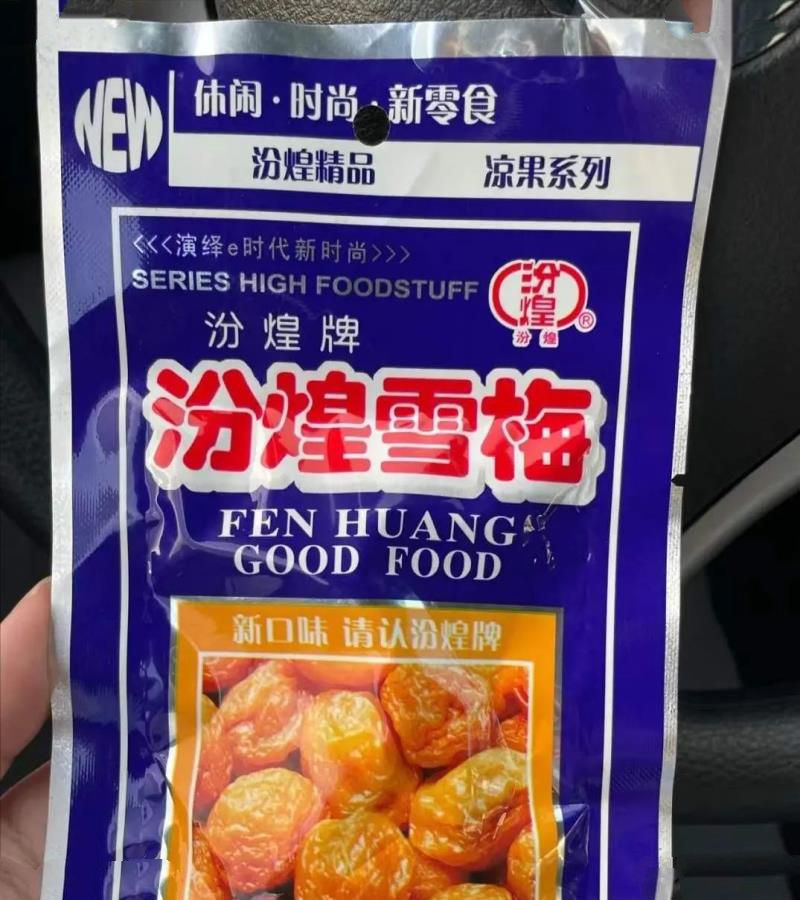 NEW
休闲·时尚·新零食
汾煌精品 凉果系列
<<<演绎e时代新时尚>>>
SERIES HIGH FOODSTUFF
汾煌
®
汾煌
汾煌牌
汾煌雪梅
FEN HUANG
GOOD FOOD
新口味 请认汾煌牌